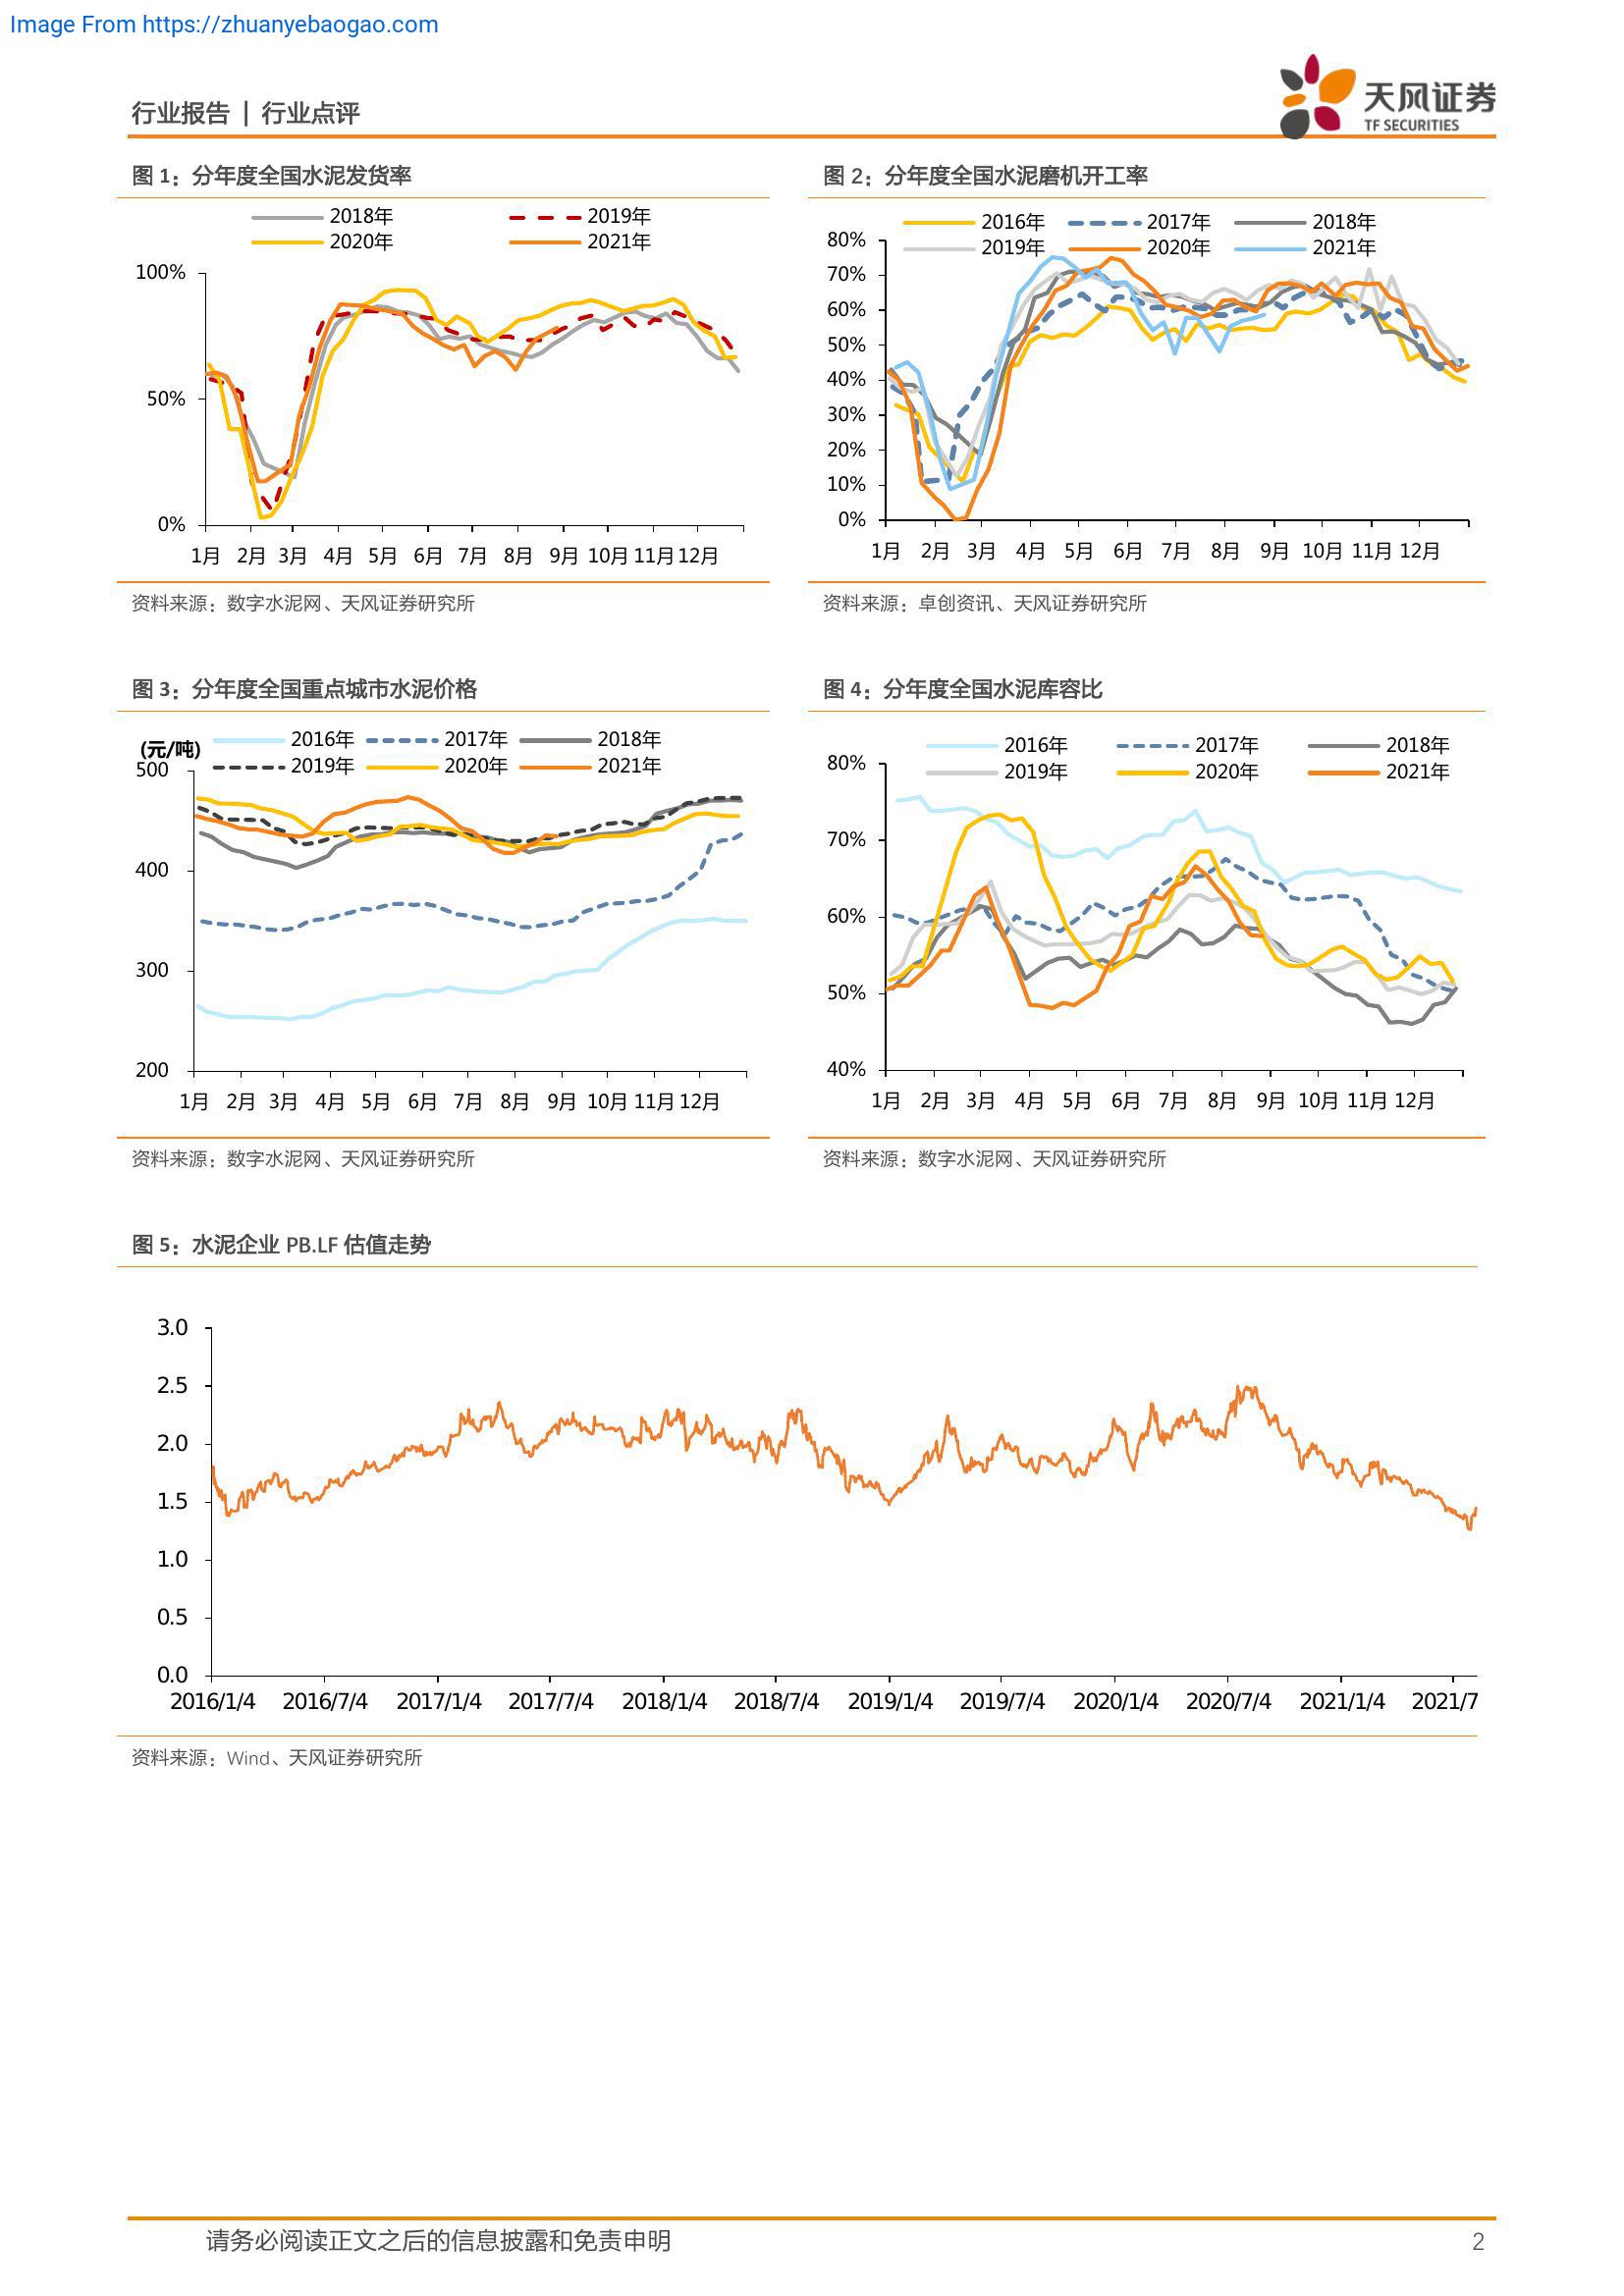 Image From https://zhuanyebaogao.com
行业报告 | 行业点评
天风证券
TF SECURITIES
图 1：分年度全国水泥发货率
2018年 2019年
2020年 2021年
100%
50%
0%
1月 2月 3月 4月 5月 6月 7月 8月 9月 10月 11月 12月
资料来源：数字水泥网、天风证券研究所
图 2：分年度全国水泥磨机开工率
2016年 2017年 2018年
2019年 2020年 2021年
80%
70%
60%
50%
40%
30%
20%
10%
0%
1月 2月 3月 4月 5月 6月 7月 8月 9月 10月 11月 12月
资料来源：卓创资讯、天风证券研究所
图 3：分年度全国重点城市水泥价格
(元/吨)
2016年 2017年 2018年
2019年 2020年 2021年
500
400
300
200
1月 2月 3月 4月 5月 6月 7月 8月 9月 10月 11月 12月
资料来源：数字水泥网、天风证券研究所
图 4：分年度全国水泥库容比
2016年 2017年 2018年
2019年 2020年 2021年
80%
70%
60%
50%
40%
1月 2月 3月 4月 5月 6月 7月 8月 9月 10月 11月 12月
资料来源：数字水泥网、天风证券研究所
图 5：水泥企业 PB.LF 估值走势
3.0
2.5
2.0
1.5
1.0
0.5
0.0
2016/1/4 2016/7/4 2017/1/4 2017/7/4 2018/1/4 2018/7/4 2019/1/4 2019/7/4 2020/1/4 2020/7/4 2021/1/4 2021/7
资料来源：Wind、天风证券研究所
请务必阅读正文之后的信息披露和免责申明 2